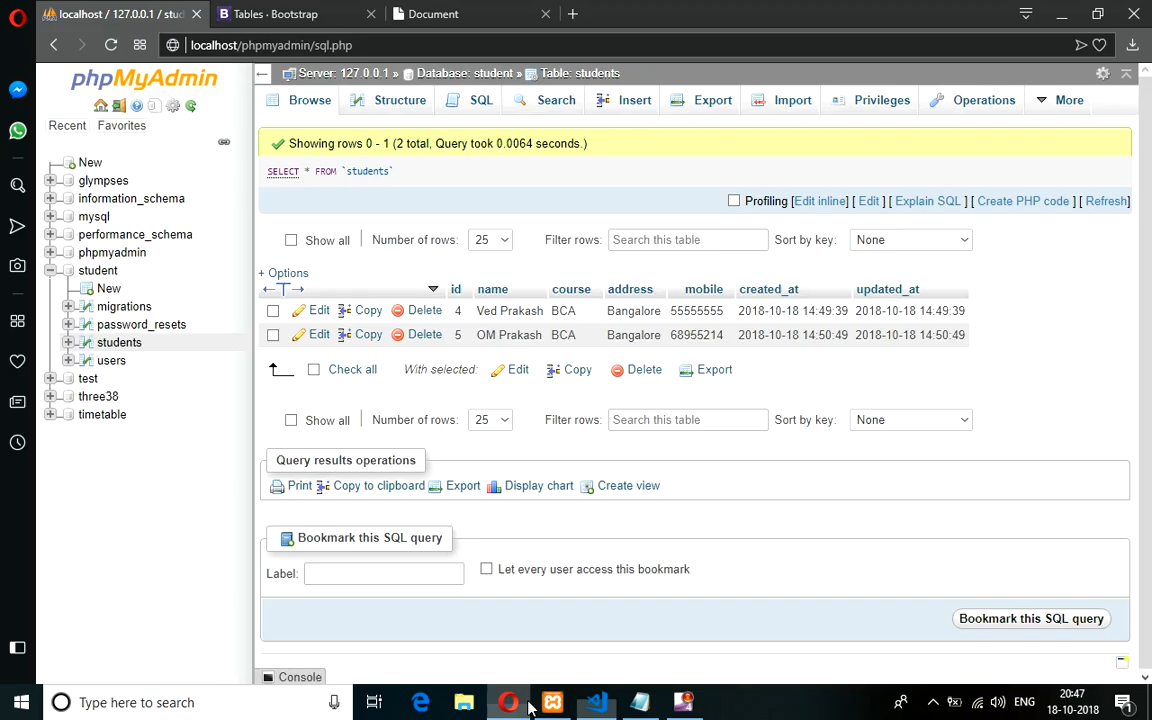 localhost / 127.0.0.1 / stud
B Tables · Bootstrap
Document
localhost/phpmyadmin/sql.php
phpMyAdmin
Recent Favorites
New
glympses
information_schema
mysql
performance_schema
phpmyadmin
student
New
migrations
password_resets
students
users
test
three38
timetable
Server: 127.0.0.1 » Database: student » Table: students
Browse Structure SQL Search Insert Export Import Privileges Operations More
Showing rows 0 - 1 (2 total, Query took 0.0064 seconds.)
SELECT * FROM `students`
Profiling [Edit inline] [ Edit ] [ Explain SQL ] [ Create PHP code ] [ Refresh]
Show all Number of rows: 25 Filter rows: Search this table Sort by key: None
+ Options
←T→ id name course address mobile created_at updated_at
Edit Copy Delete 4 Ved Prakash BCA Bangalore 55555555 2018-10-18 14:49:39 2018-10-18 14:49:39
Edit Copy Delete 5 OM Prakash BCA Bangalore 68955214 2018-10-18 14:50:49 2018-10-18 14:50:49
Check all With selected: Edit Copy Delete Export
Show all Number of rows: 25 Filter rows: Search this table Sort by key: None
Query results operations
Print Copy to clipboard Export Display chart Create view
Bookmark this SQL query
Label: Let every user access this bookmark
Bookmark this SQL query
Console
Type here to search
ENG
20:47
18-10-2018
1